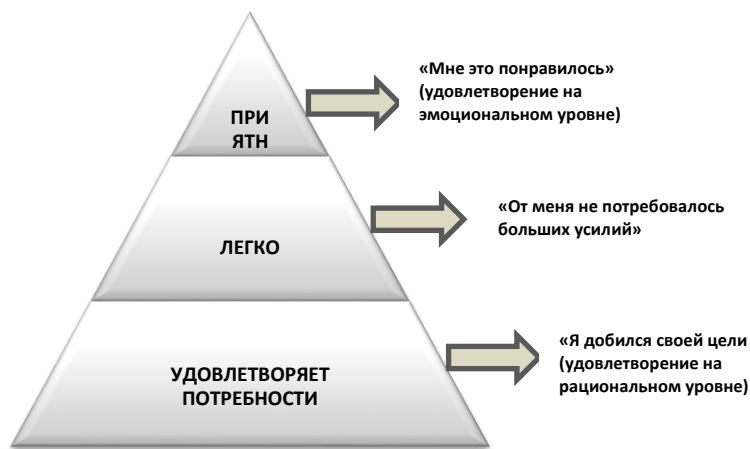 ПРИ
ЯТН
«Мне это понравилось»
(удовлетворение на
эмоциональном уровне)
ЛЕГКО
«От меня не потребовалось
больших усилий»
УДОВЛЕТВОРЯЕТ
ПОТРЕБНОСТИ
«Я добился своей цели
(удовлетворение на
рациональном уровне)